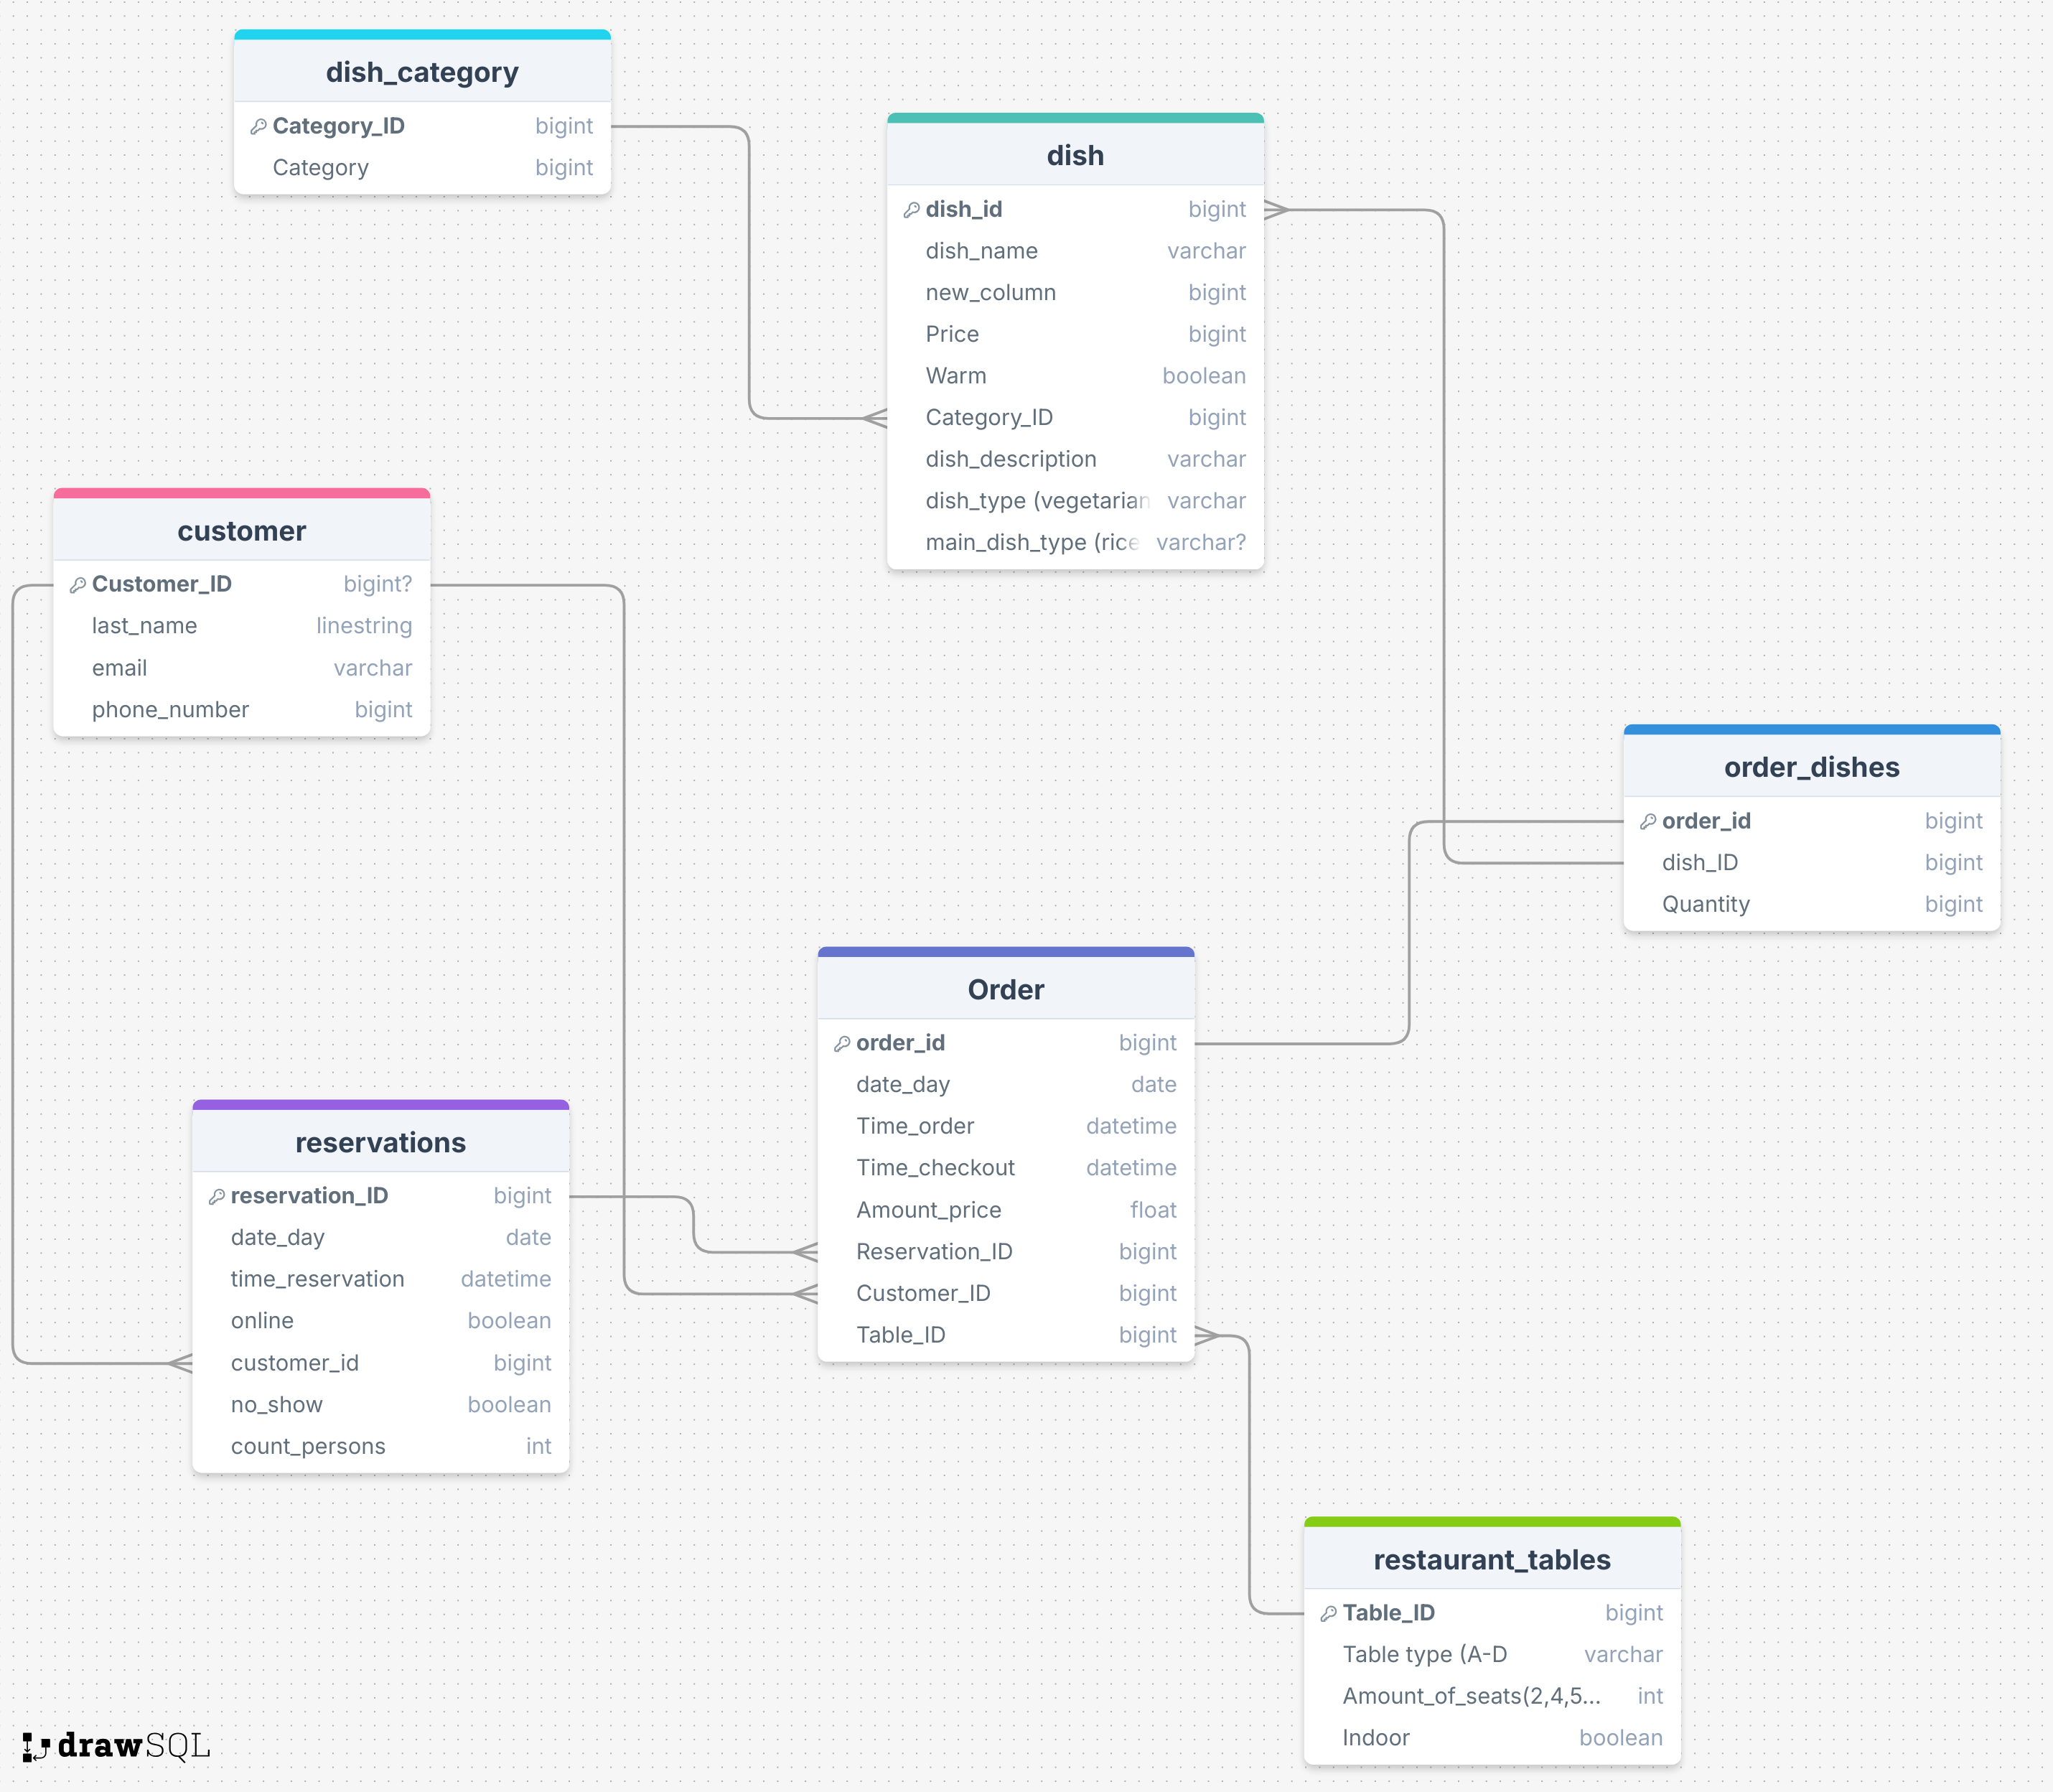 dish_category
Category_ID bigint
Category bigint
dish
dish_id bigint
dish_name varchar
new_column bigint
Price bigint
Warm boolean
Category_ID bigint
dish_description varchar
dish_type (vegetarian varchar
main_dish_type (rice varchar?
customer
Customer_ID bigint?
last_name linestring
email varchar
phone_number bigint
order_dishes
order_id bigint
dish_ID bigint
Quantity bigint
Order
order_id bigint
date_day date
Time_order datetime
Time_checkout datetime
Amount_price float
Reservation_ID bigint
Customer_ID bigint
Table_ID bigint
reservations
reservation_ID bigint
date_day date
time_reservation datetime
online boolean
customer_id bigint
no_show boolean
count_persons int
restaurant_tables
Table_ID bigint
Table type (A-D varchar
Amount_of_seats(2,4,5... int
Indoor boolean
drawSQL